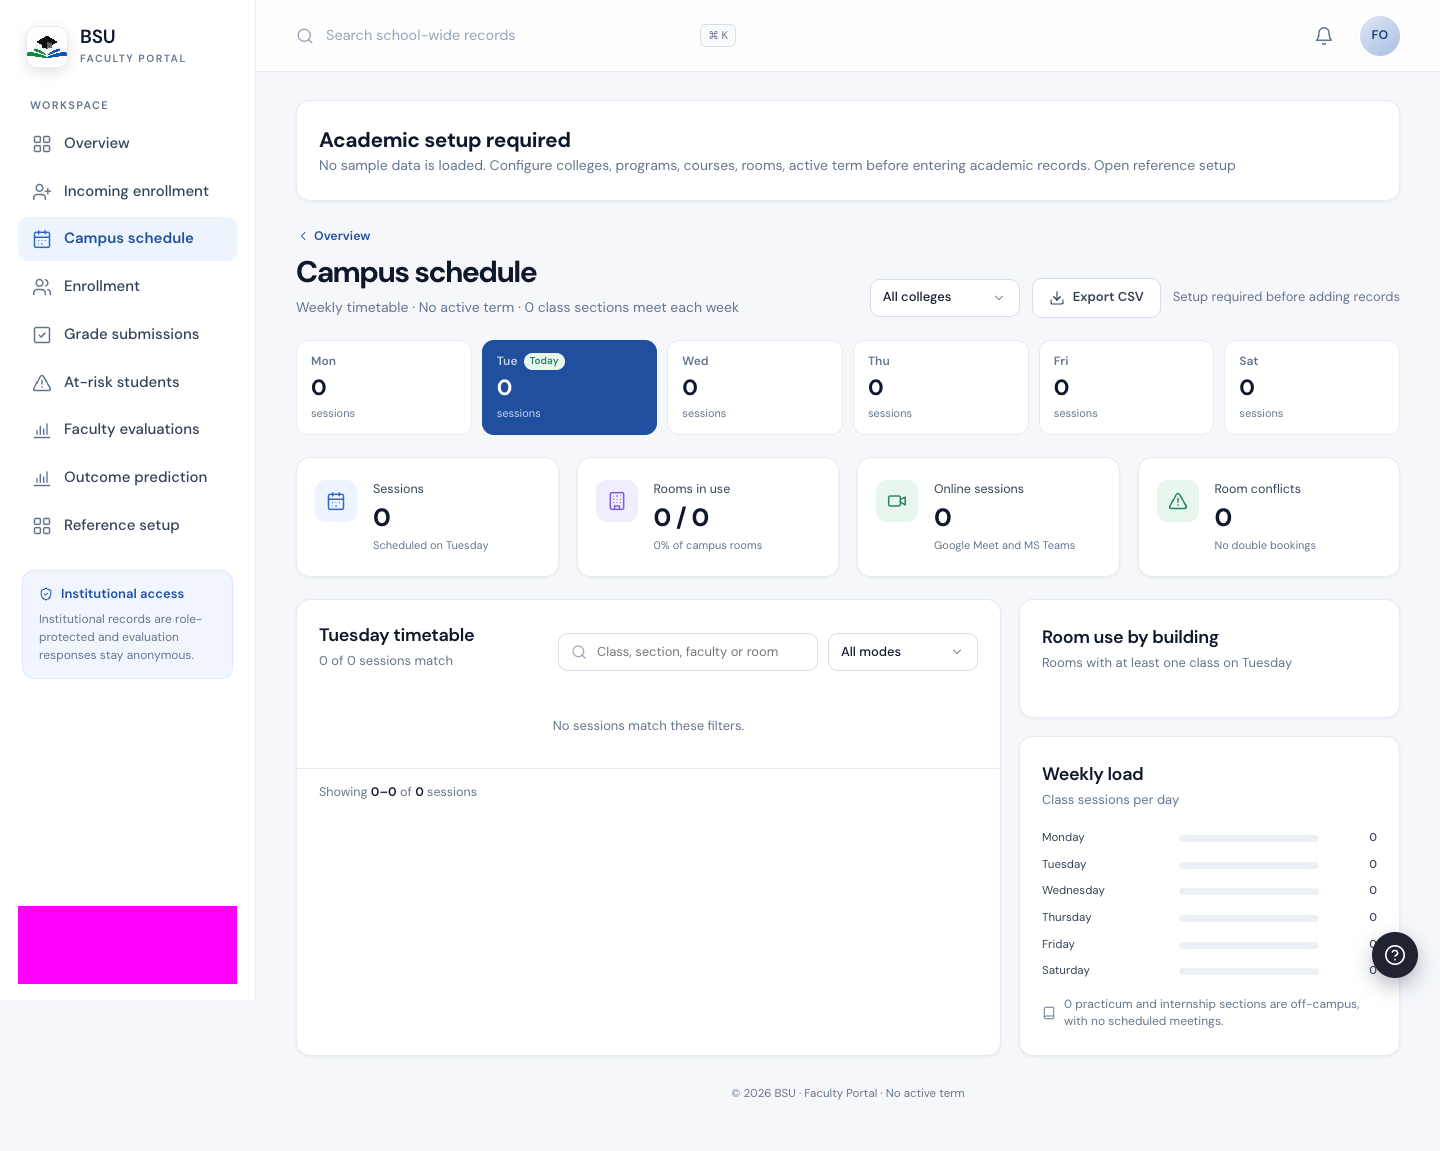 BSU
FACULTY PORTAL
WORKSPACE
Overview
Incoming enrollment
Campus schedule
Enrollment
Grade submissions
At-risk students
Faculty evaluations
Outcome prediction
Reference setup
Institutional access
Institutional records are role-
protected and evaluation
responses stay anonymous.
Search school-wide records
⌘ K
FO
Academic setup required
No sample data is loaded. Configure colleges, programs, courses, rooms, active term before entering academic records. Open reference setup
Overview
Campus schedule
Weekly timetable · No active term · 0 class sections meet each week
All colleges
Export CSV
Setup required before adding records
Mon
0
sessions
Tue Today
0
sessions
Wed
0
sessions
Thu
0
sessions
Fri
0
sessions
Sat
0
sessions
Sessions
0
Scheduled on Tuesday
Rooms in use
0 / 0
0% of campus rooms
Online sessions
0
Google Meet and MS Teams
Room conflicts
0
No double bookings
Tuesday timetable
0 of 0 sessions match
Class, section, faculty or room
All modes
No sessions match these filters.
Showing 0–0 of 0 sessions
Room use by building
Rooms with at least one class on Tuesday
Weekly load
Class sessions per day
Monday 0
Tuesday 0
Wednesday 0
Thursday 0
Friday 0
Saturday 0
0 practicum and internship sections are off-campus,
with no scheduled meetings.
© 2026 BSU · Faculty Portal · No active term